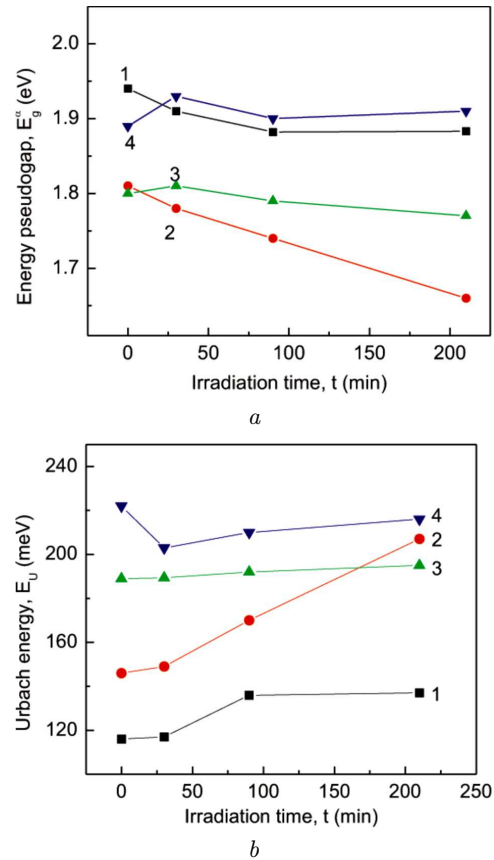 2.0
1.9
1.8
1.7
Energy pseudogap, E_g^α (eV)
1
4
3
2
0 50 100 150 200
Irradiation time, t (min)
a
240
200
160
120
Urbach energy, E_U (meV)
4
2
3
1
0 50 100 150 200 250
Irradiation time, t (min)
b